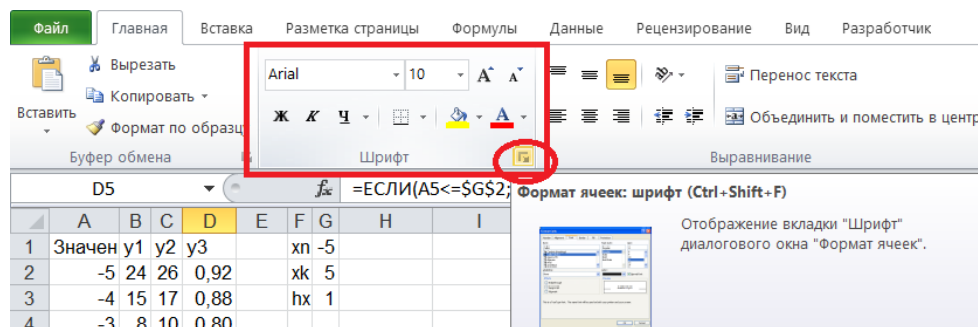 Файл Главная Вставка Разметка страницы Формулы Данные Рецензирование Вид Разработчик
Вставить
Вырезать
Копировать
Формат по образцу
Буфер обмена
Arial 10 А А
Ж К Ч А
Шрифт
Перенос текста
Объединить и поместить в центр
Выравнивание
D5 fx =ЕСЛИ(A5<=$G$2;
A B C D E F G H I
1 Значен y1 y2 y3 xn -5
2 -5 24 26 0,92 xk 5
3 -4 15 17 0,88 hx 1
4 -3 8 10 0,80
Формат ячеек: шрифт (Ctrl+Shift+F)
Отображение вкладки "Шрифт"
диалогового окна "Формат ячеек".